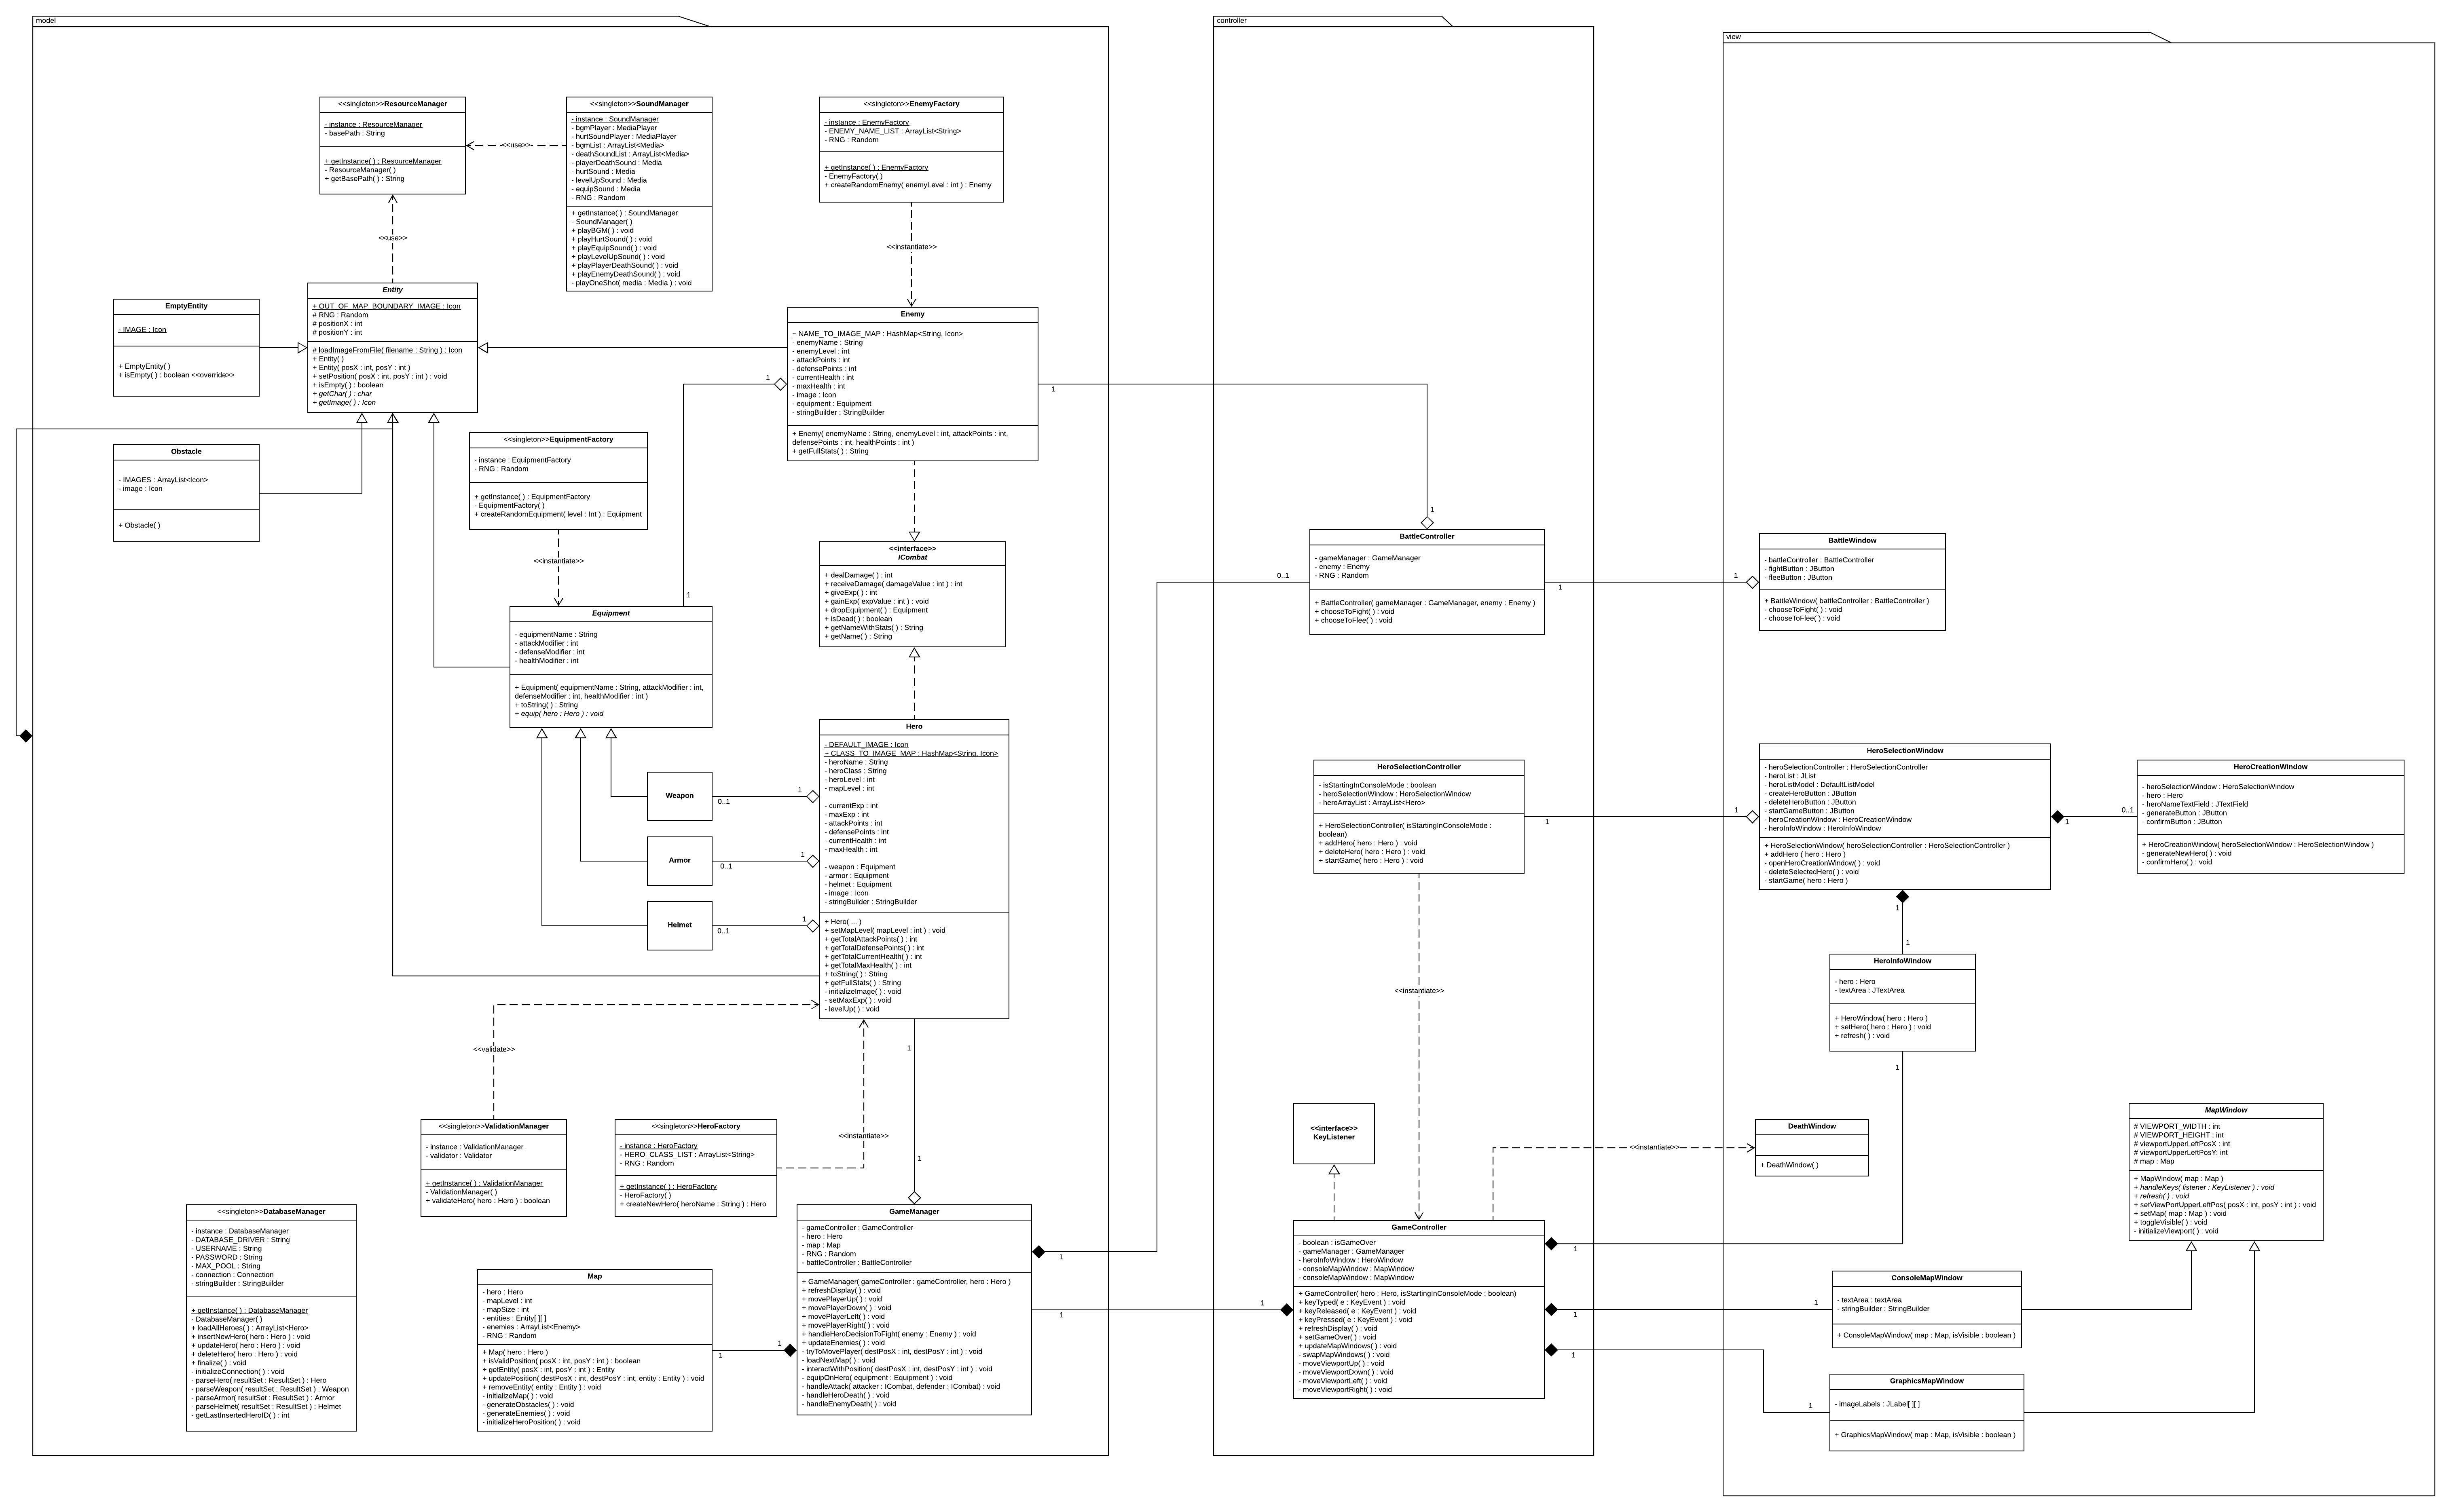 model
<<singleton>>ResourceManager
- instance : ResourceManager
- basePath : String
+ getInstance( ) : ResourceManager
- ResourceManager( )
+ getBasePath( ) : String
<<use>>
<<singleton>>SoundManager
- instance : SoundManager
- bgmPlayer : MediaPlayer
- hurtSoundPlayer : MediaPlayer
- bgmList : ArrayList<Media>
- deathSoundList : ArrayList<Media>
- playerDeathSound : Media
- hurtSound : Media
- levelUpSound : Media
- equipSound : Media
- RNG : Random
+ getInstance( ) : SoundManager
- SoundManager( )
+ playBGM( ) : void
+ playHurtSound( ) : void
+ playEquipSound( ) : void
+ playLevelUpSound( ) : void
+ playPlayerDeathSound( ) : void
+ playEnemyDeathSound( ) : void
- playOneShot( media : Media ) : void
<<singleton>>EnemyFactory
- instance : EnemyFactory
- ENEMY_NAME_LIST : ArrayList<String>
- RNG : Random
+ getInstance( ) : EnemyFactory
- EnemyFactory( )
+ createRandomEnemy( enemyLevel : int ) : Enemy
<<use>>
<<instantiate>>
EmptyEntity
- IMAGE : Icon
+ EmptyEntity( )
+ isEmpty( ) : boolean <<override>>
Entity
+ OUT_OF_MAP_BOUNDARY_IMAGE : Icon
# RNG : Random
# positionX : int
# positionY : int
# loadImageFromFile( filename : String ) : Icon
+ Entity( )
+ Entity( posX : int, posY : int )
+ setPosition( posX : int, posY : int ) : void
+ isEmpty( ) : boolean
+ getChar( ) : char
+ getImage( ) : Icon
Enemy
~ NAME_TO_IMAGE_MAP : HashMap<String, Icon>
- enemyName : String
- enemyLevel : int
- attackPoints : int
- defensePoints : int
- currentHealth : int
- maxHealth : int
- image : Icon
- equipment : Equipment
- stringBuilder : StringBuilder
+ Enemy( enemyName : String, enemyLevel : int, attackPoints : int,
defensePoints : int, healthPoints : int )
+ getFullStats( ) : String
1
1
Obstacle
- IMAGES : ArrayList<Icon>
- image : Icon
+ Obstacle( )
<<singleton>>EquipmentFactory
- instance : EquipmentFactory
- RNG : Random
+ getInstance( ) : EquipmentFactory
- EquipmentFactory( )
+ createRandomEquipment( level : Int ) : Equipment
<<instantiate>>
1
<<interface>>
ICombat
+ dealDamage( ) : int
+ receiveDamage( damageValue : int ) : int
+ giveExp( ) : int
+ gainExp( expValue : int ) : void
+ dropEquipment( ) : Equipment
+ isDead( ) : boolean
+ getNameWithStats( ) : String
+ getName( ) : String
Equipment
- equipmentName : String
- attackModifier : int
- defenseModifier : int
- healthModifier : int
+ Equipment( equipmentName : String, attackModifier : int,
defenseModifier : int, healthModifier : int )
+ toString( ) : String
+ equip( hero : Hero ) : void
Hero
- DEFAULT_IMAGE : Icon
~ CLASS_TO_IMAGE_MAP : HashMap<String, Icon>
- heroName : String
- heroClass : String
- heroLevel : int
- mapLevel : int
- currentExp : int
- maxExp : int
- attackPoints : int
- defensePoints : int
- currentHealth : int
- maxHealth : int
- weapon : Equipment
- armor : Equipment
- helmet : Equipment
- image : Icon
- stringBuilder : StringBuilder
+ Hero( ... )
+ setMapLevel( mapLevel : int ) : void
+ getTotalAttackPoints( ) : int
+ getTotalDefensePoints( ) : int
+ getTotalCurrentHealth( ) : int
+ getTotalMaxHealth( ) : int
+ toString( ) : String
+ getFullStats( ) : String
- initializeImage( ) : void
- setMaxExp( ) : void
- levelUp( ) : void
Weapon
0..1
1
Armor
0..1
1
Helmet
0..1
1
<<validate>>
<<instantiate>>
1
1
<<singleton>>ValidationManager
- instance : ValidationManager
- validator : Validator
+ getInstance( ) : ValidationManager
- ValidationManager( )
+ validateHero( hero : Hero ) : boolean
<<singleton>>HeroFactory
- instance : HeroFactory
- HERO_CLASS_LIST : ArrayList<String>
- RNG : Random
+ getInstance( ) : HeroFactory
- HeroFactory( )
+ createNewHero( heroName : String ) : Hero
<<singleton>>DatabaseManager
- instance : DatabaseManager
- DATABASE_DRIVER : String
- USERNAME : String
- PASSWORD : String
- MAX_POOL : String
- connection : Connection
- stringBuilder : StringBuilder
+ getInstance( ) : DatabaseManager
- DatabaseManager( )
+ loadAllHeroes( ) : ArrayList<Hero>
+ insertNewHero( hero : Hero ) : void
+ updateHero( hero : Hero ) : void
+ deleteHero( hero : Hero ) : void
+ finalize( ) : void
- initializeConnection( ) : void
- parseHero( resultSet : ResultSet ) : Hero
- parseWeapon( resultSet : ResultSet ) : Weapon
- parseArmor( resultSet : ResultSet ) : Armor
- parseHelmet( resultSet : ResultSet ) : Helmet
- getLastInsertedHeroID( ) : int
Map
- hero : Hero
- mapLevel : int
- mapSize : int
- entities : Entity[ ][ ]
- enemies : ArrayList<Enemy>
- RNG : Random
+ Map( hero : Hero )
+ isValidPosition( posX : int, posY : int ) : boolean
+ getEntity( posX : int, posY : int ) : Entity
+ updatePosition( destPosX : int, destPosY : int, entity : Entity ) : void
+ removeEntity( entity : Entity ) : void
- initializeMap( ) : void
- generateObstacles( ) : void
- generateEnemies( ) : void
- initializeHeroPosition( ) : void
1
1
GameManager
- gameController : GameController
- hero : Hero
- map : Map
- RNG : Random
- battleController : BattleController
+ GameManager( gameController : gameController, hero : Hero )
+ refreshDisplay( ) : void
+ movePlayerUp( ) : void
+ movePlayerDown( ) : void
+ movePlayerLeft( ) : void
+ movePlayerRight( ) : void
+ handleHeroDecisionToFight( enemy : Enemy ) : void
+ updateEnemies( ) : void
- tryToMovePlayer( destPosX : int, destPosY : int ) : void
- loadNextMap( ) : void
- interactWithPosition( destPosX : int, destPosY : int ) : void
- equipOnHero( equipment : Equipment ) : void
- handleAttack( attacker : ICombat, defender : ICombat) : void
- handleHeroDeath( ) : void
- handleEnemyDeath( ) : void
1
1
1
controller
1
BattleController
- gameManager : GameManager
- enemy : Enemy
- RNG : Random
+ BattleController( gameManager : GameManager, enemy : Enemy )
+ chooseToFight( ) : void
+ chooseToFlee( ) : void
0..1
1
1
HeroSelectionController
- isStartingInConsoleMode : boolean
- heroSelectionWindow : HeroSelectionWindow
- heroArrayList : ArrayList<Hero>
+ HeroSelectionController( isStartingInConsoleMode :
boolean)
+ addHero( hero : Hero ) : void
+ deleteHero( hero : Hero ) : void
+ startGame( hero : Hero ) : void
1
1
<<instantiate>>
<<interface>>
KeyListener
GameController
- boolean : isGameOver
- gameManager : GameManager
- heroInfoWindow : HeroWindow
- consoleMapWindow : MapWindow
- consoleMapWindow : MapWindow
+ GameController( hero : Hero, isStartingInConsoleMode : boolean)
+ keyTyped( e : KeyEvent ) : void
+ keyReleased( e : KeyEvent ) : void
+ keyPressed( e : KeyEvent ) : void
+ refreshDisplay( ) : void
+ setGameOver( ) : void
+ updateMapWindows( ) : void
- swapMapWindows( ) : void
- moveViewportUp( ) : void
- moveViewportDown( ) : void
- moveViewportLeft( ) : void
- moveViewportRight( ) : void
1
1
1
view
BattleWindow
- battleController : BattleController
- fightButton : JButton
- fleeButton : JButton
+ BattleWindow( battleController : BattleController )
- chooseToFight( ) : void
- chooseToFlee( ) : void
HeroSelectionWindow
- heroSelectionController : HeroSelectionController
- heroList : JList
- heroListModel : DefaultListModel
- createHeroButton : JButton
- deleteHeroButton : JButton
- startGameButton : JButton
- heroCreationWindow : HeroCreationWindow
- heroInfoWindow : HeroInfoWindow
+ HeroSelectionWindow( heroSelectionController : HeroSelectionController )
+ addHero ( hero : Hero )
- openHeroCreationWindow( ) : void
- deleteSelectedHero( ) : void
- startGame( hero : Hero )
1
0..1
HeroCreationWindow
- heroSelectionWindow : HeroSelectionWindow
- hero : Hero
- heroNameTextField : JTextField
- generateButton : JButton
- confirmButton : JButton
+ HeroCreationWindow( heroSelectionWindow : HeroSelectionWindow )
- generateNewHero( ) : void
- confirmHero( ) : void
1
1
HeroInfoWindow
- hero : Hero
- textArea : JTextArea
+ HeroWindow( hero : Hero )
+ setHero( hero : Hero ) : void
+ refresh( ) : void
1
<<instantiate>>
DeathWindow
+ DeathWindow( )
MapWindow
# VIEWPORT_WIDTH : int
# VIEWPORT_HEIGHT : int
# viewportUpperLeftPosX : int
# viewportUpperLeftPosY: int
# map : Map
+ MapWindow( map : Map )
+ handleKeys( listener : KeyListener ) : void
+ refresh( ) : void
+ setViewPortUpperLeftPos( posX : int, posY : int ) : void
+ setMap( map : Map ) : void
+ toggleVisible( ) : void
- initializeViewport( ) : void
1
ConsoleMapWindow
- textArea : textArea
- stringBuilder : StringBuilder
+ ConsoleMapWindow( map : Map, isVisible : boolean )
1
GraphicsMapWindow
- imageLabels : JLabel[ ][ ]
+ GraphicsMapWindow( map : Map, isVisible : boolean )